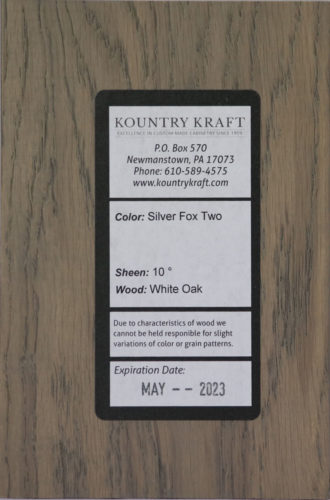 KOUNTRY KRAFT
EXCELLENCE IN CUSTOM MADE CABINETRY SINCE 1959
P.O. Box 570
Newmanstown, PA 17073
Phone: 610-589-4575
www.kountrykraft.com
Color: Silver Fox Two
Sheen: 10 °
Wood: White Oak
Due to characteristics of wood we
cannot be held responible for slight
variations of color or grain patterns.
Expiration Date:
MAY -- 2023